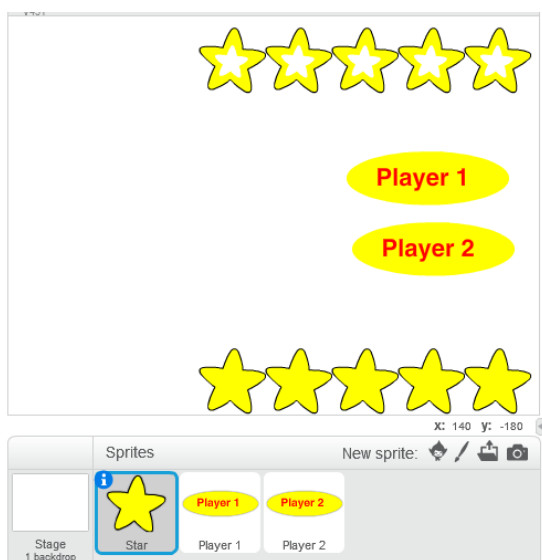 Player 1
Player 2
x: 140 y: -180
Sprites
New sprite:
i
Player 1
Player 2
Stage
Star
Player 1
Player 2
1 backdrop